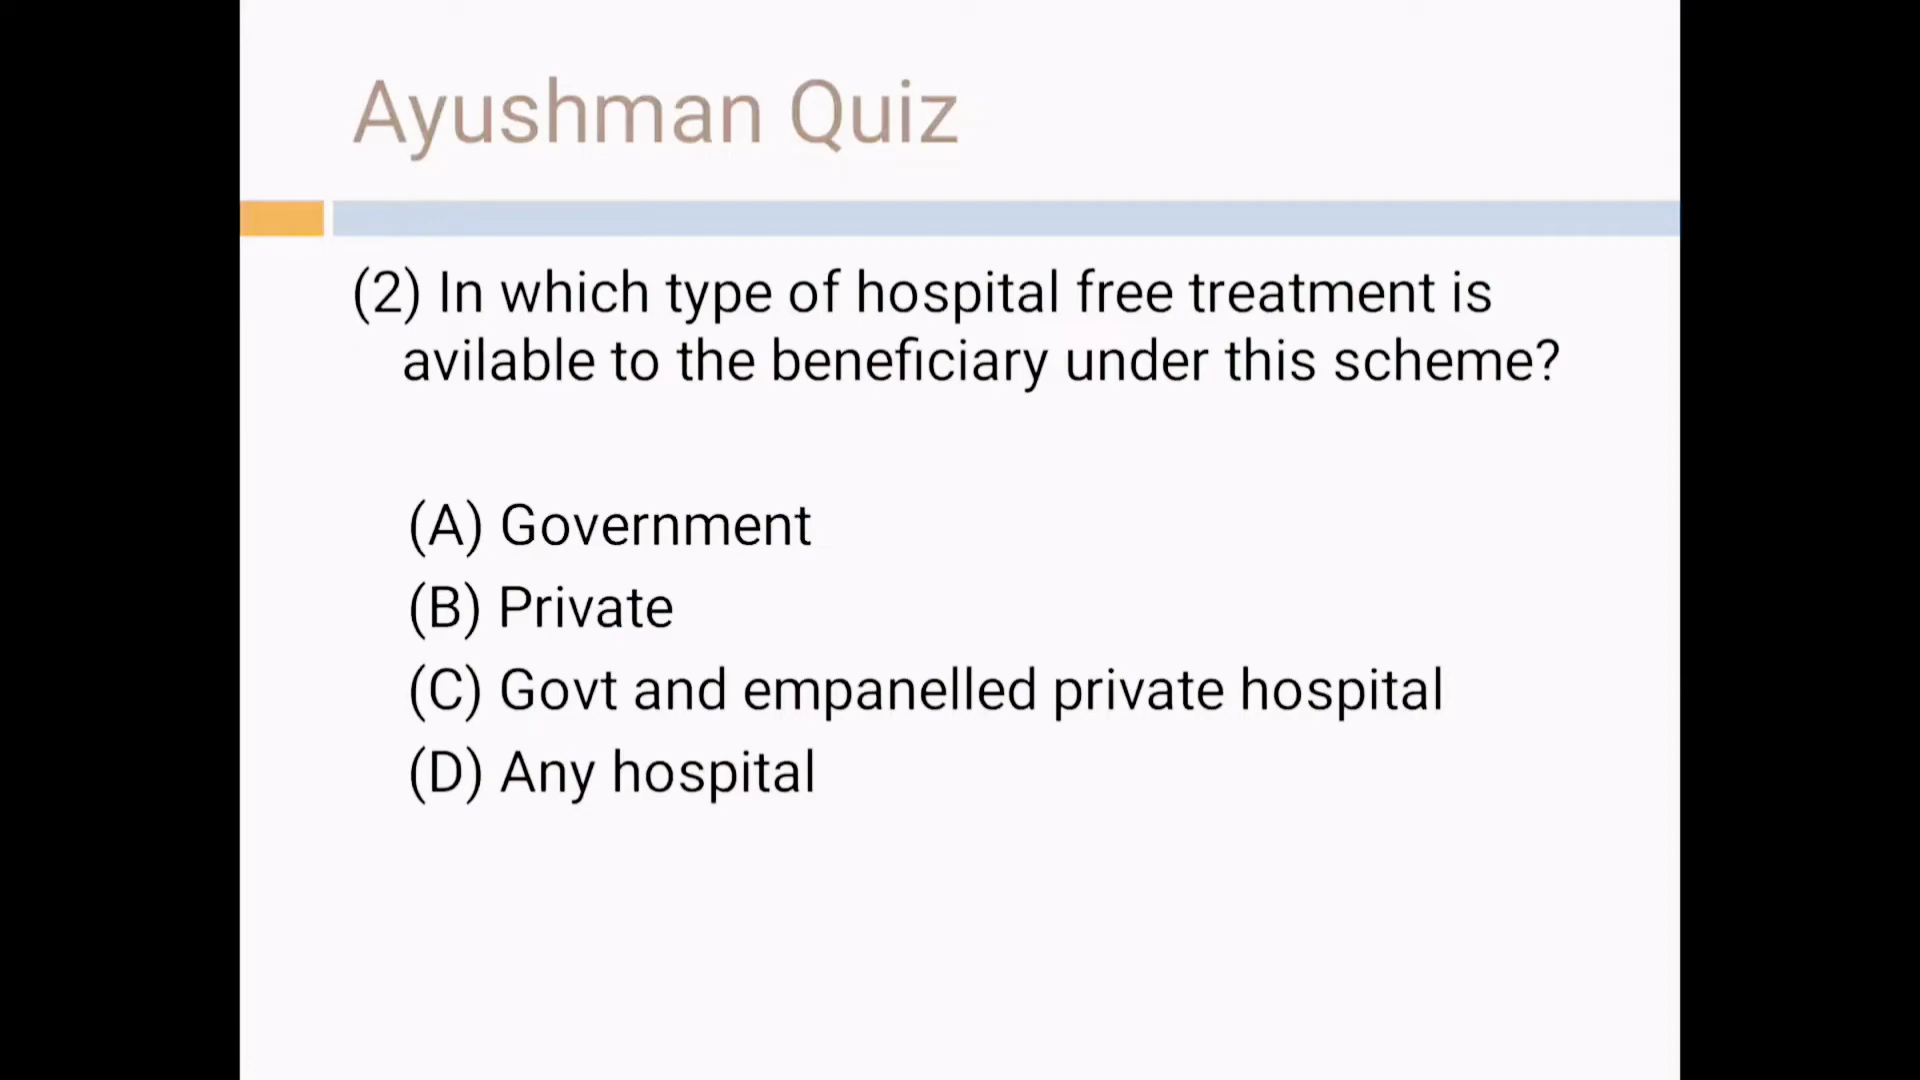 Ayushman Quiz
(2) In which type of hospital free treatment is
avilable to the beneficiary under this scheme?
(A) Government
(B) Private
(C) Govt and empanelled private hospital
(D) Any hospital